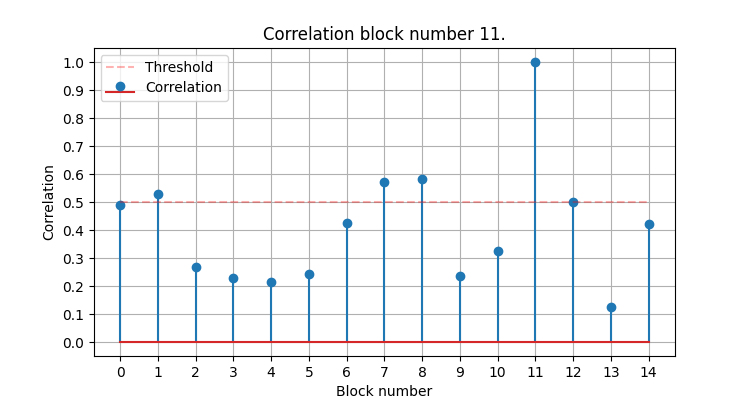 Correlation block number 11.
Threshold
Correlation
1.0
0.9
0.8
0.7
0.6
0.5
0.4
0.3
0.2
0.1
0.0
Correlation
0 1 2 3 4 5 6 7 8 9 10 11 12 13 14
Block number